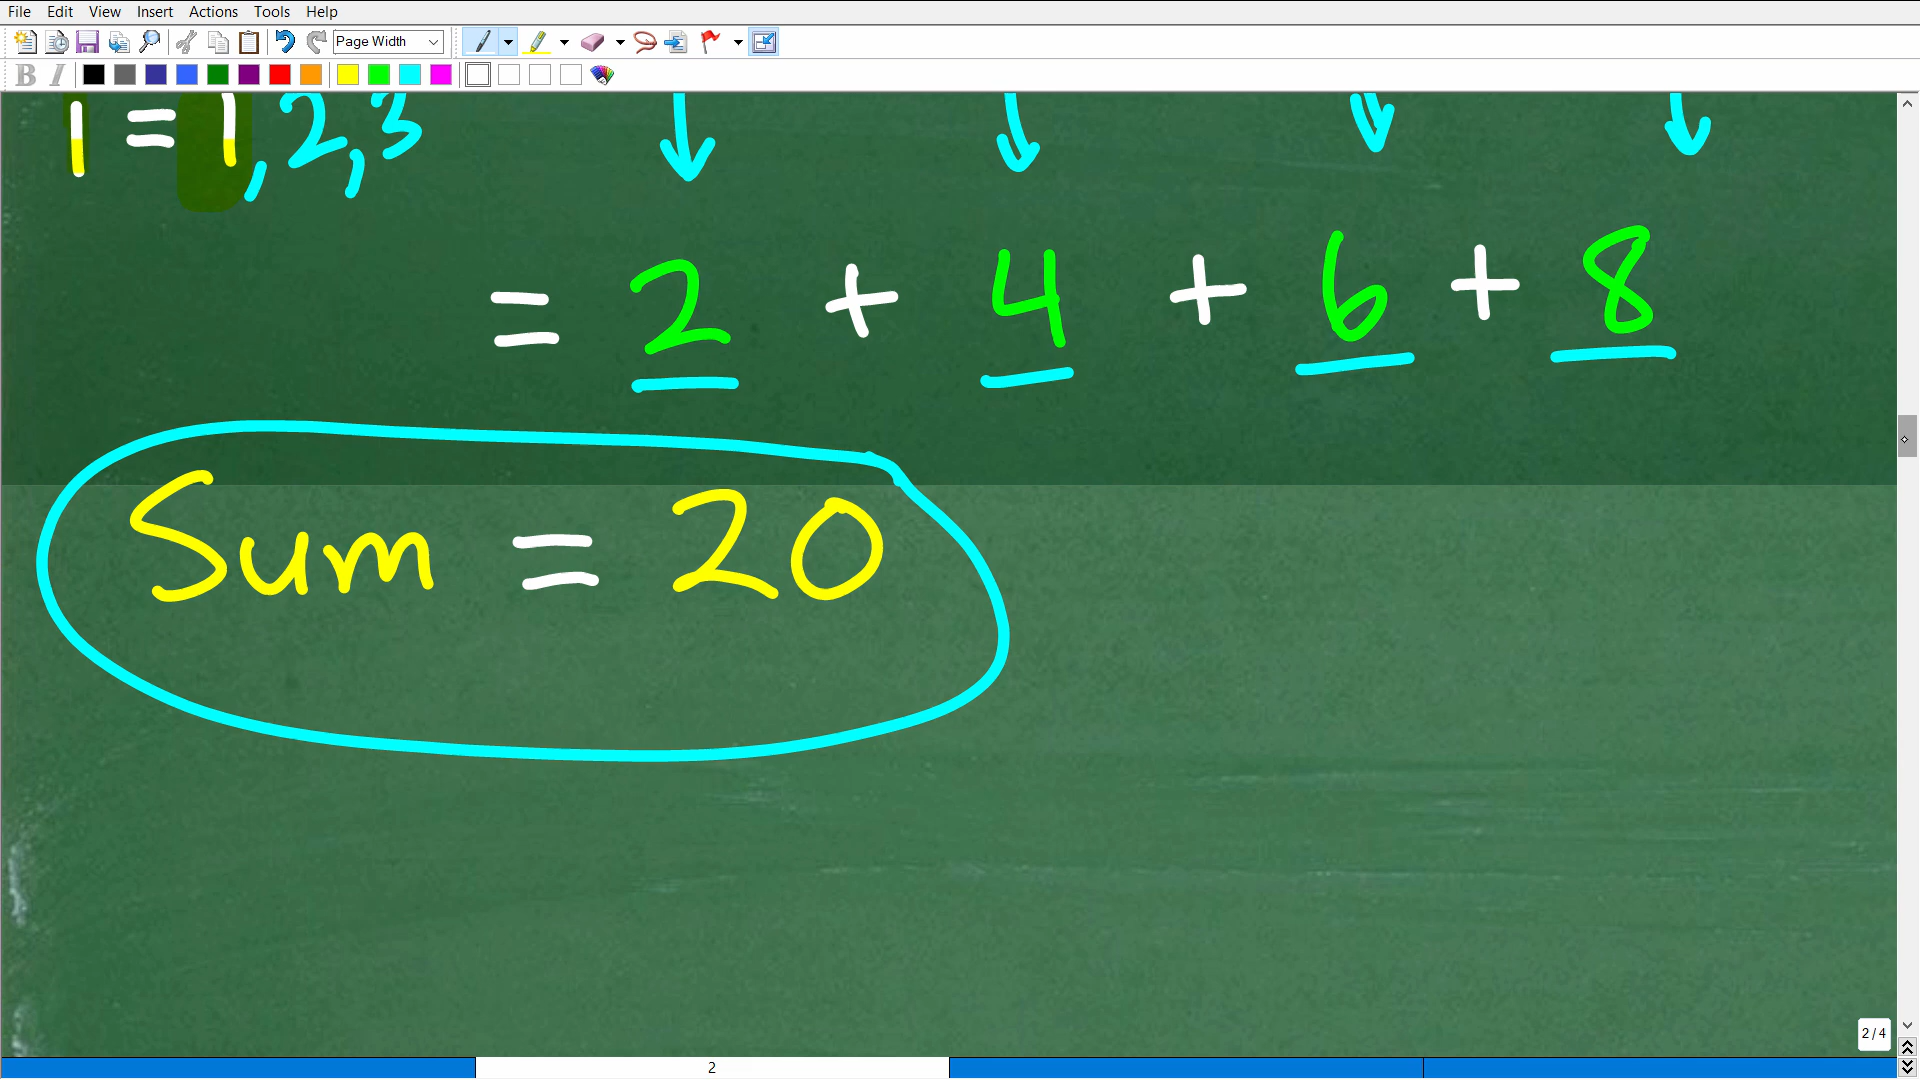 File Edit View Insert Actions Tools Help
Page Width
B I
1 = 1, 2, 3
= 2 + 4 + 6 + 8
Sum = 20
2 / 4
2